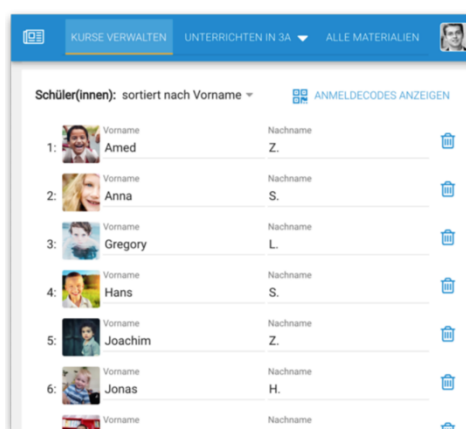 KURSE VERWALTEN UNTERRICHTEN IN 3A ALLE MATERIALIEN
Schüler(innen): sortiert nach Vorname ANMELDECODES ANZEIGEN
Vorname Nachname
1: Amed Z.
Vorname Nachname
2: Anna S.
Vorname Nachname
3: Gregory L.
Vorname Nachname
4: Hans S.
Vorname Nachname
5: Joachim Z.
Vorname Nachname
6: Jonas H.
Vorname Nachname